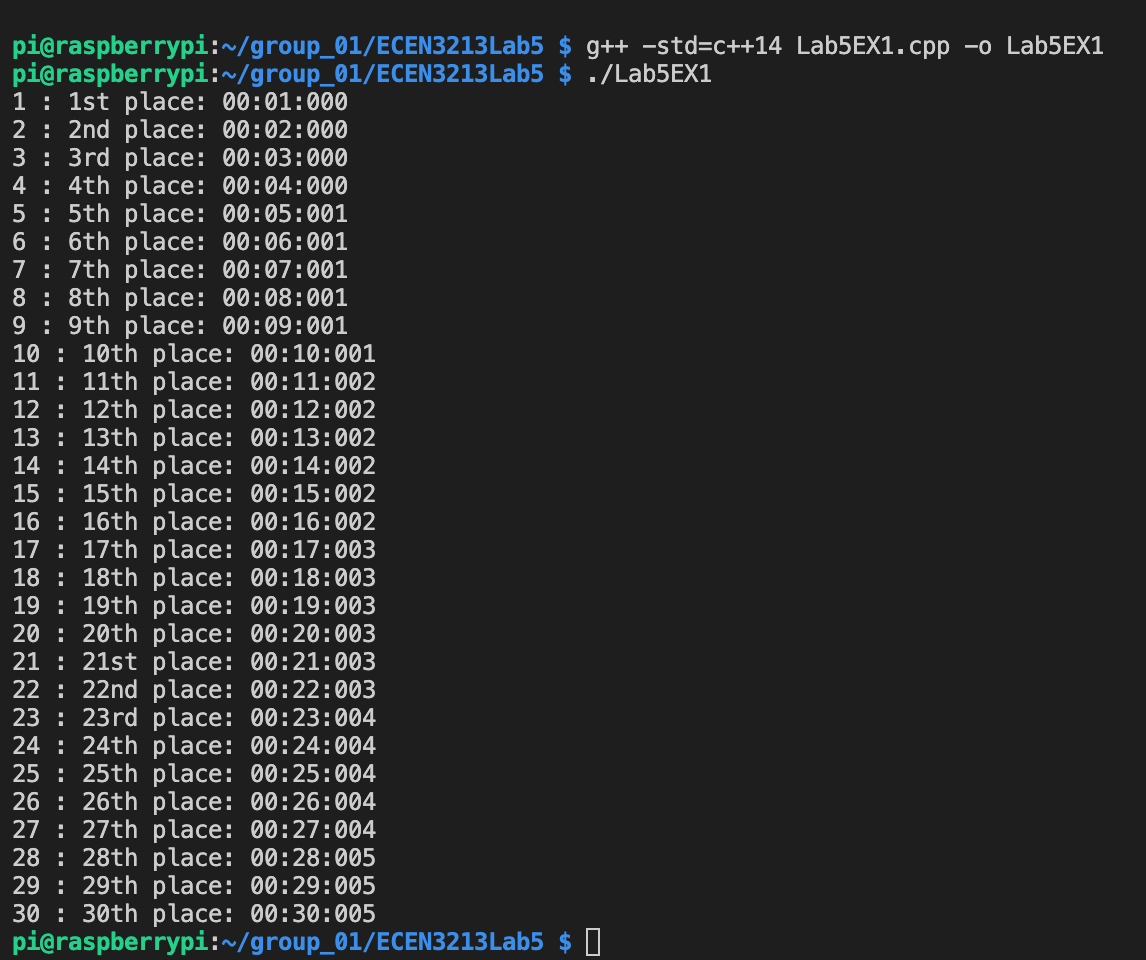 pi@raspberrypi:~/group_01/ECEN3213Lab5 $ g++ -std=c++14 Lab5EX1.cpp -o Lab5EX1
pi@raspberrypi:~/group_01/ECEN3213Lab5 $ ./Lab5EX1
1 : 1st place: 00:01:000
2 : 2nd place: 00:02:000
3 : 3rd place: 00:03:000
4 : 4th place: 00:04:000
5 : 5th place: 00:05:001
6 : 6th place: 00:06:001
7 : 7th place: 00:07:001
8 : 8th place: 00:08:001
9 : 9th place: 00:09:001
10 : 10th place: 00:10:001
11 : 11th place: 00:11:002
12 : 12th place: 00:12:002
13 : 13th place: 00:13:002
14 : 14th place: 00:14:002
15 : 15th place: 00:15:002
16 : 16th place: 00:16:002
17 : 17th place: 00:17:003
18 : 18th place: 00:18:003
19 : 19th place: 00:19:003
20 : 20th place: 00:20:003
21 : 21st place: 00:21:003
22 : 22nd place: 00:22:003
23 : 23rd place: 00:23:004
24 : 24th place: 00:24:004
25 : 25th place: 00:25:004
26 : 26th place: 00:26:004
27 : 27th place: 00:27:004
28 : 28th place: 00:28:005
29 : 29th place: 00:29:005
30 : 30th place: 00:30:005
pi@raspberrypi:~/group_01/ECEN3213Lab5 $